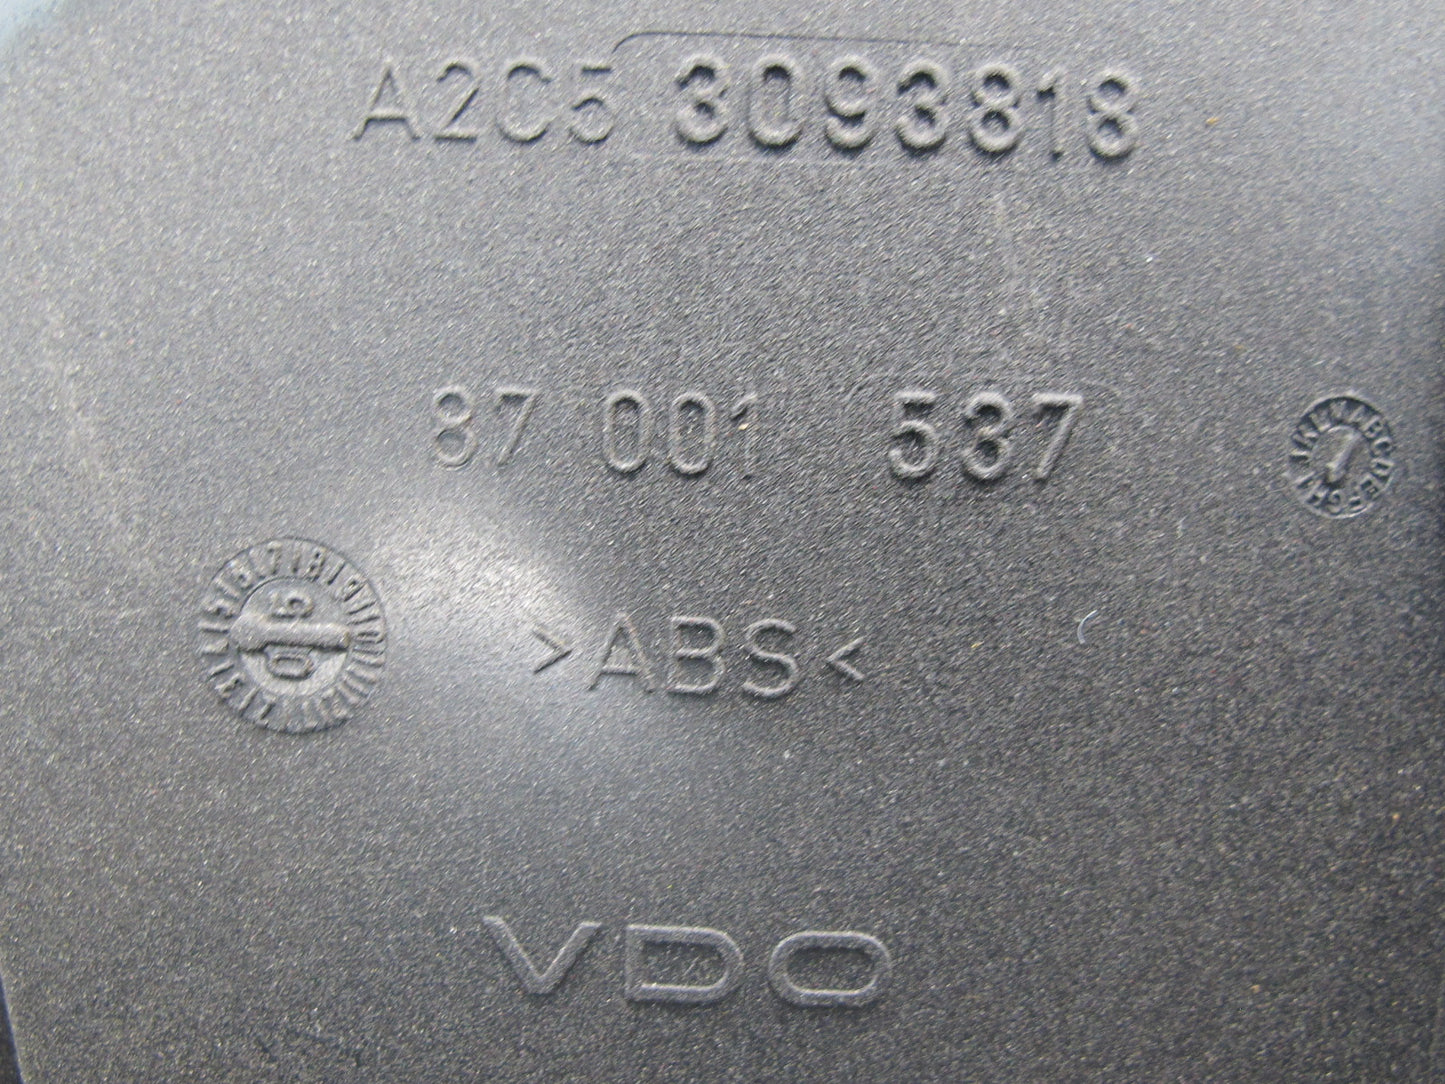 A2C5 3093818
87 001 537
>ABS<
VDO